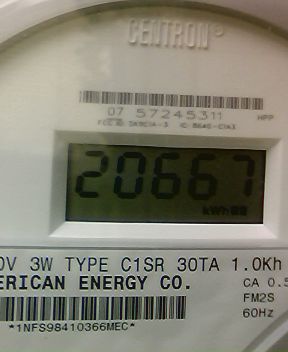 CENTRON®
07 57245311
HPP
20667
kWh
0V 3W TYPE C1SR 30TA 1.0Kh
ERICAN ENERGY CO.
CA 0.5
FM2S
60Hz
*1NFS98410366MEC*